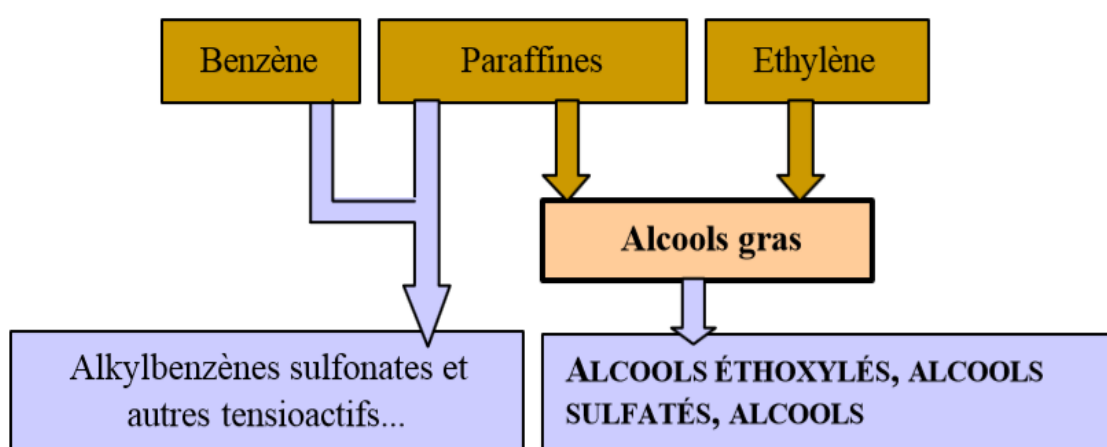 Benzène
Paraffines
Ethylène
Alcools gras
Alkylbenzènes sulfonates et
autres tensioactifs...
ALCOOLS ÉTHOXYLÉS, ALCOOLS
SULFATÉS, ALCOOLS